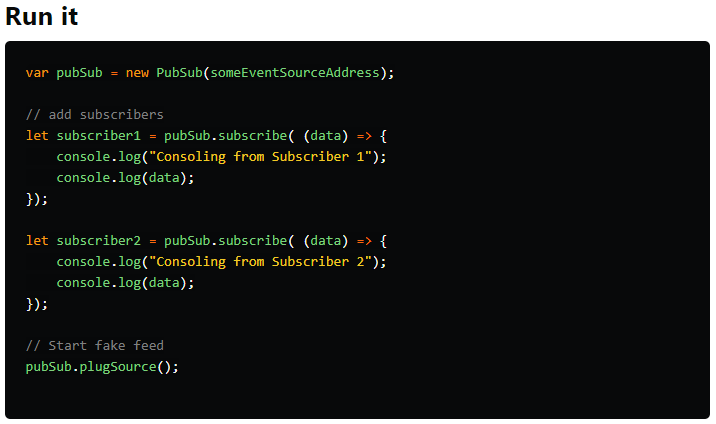 Run it
var pubSub = new PubSub(someEventSourceAddress);
// add subscribers
let subscriber1 = pubSub.subscribe( (data) => {
    console.log("Consoling from Subscriber 1");
    console.log(data);
});
let subscriber2 = pubSub.subscribe( (data) => {
    console.log("Consoling from Subscriber 2");
    console.log(data);
});
// Start fake feed
pubSub.plugSource();